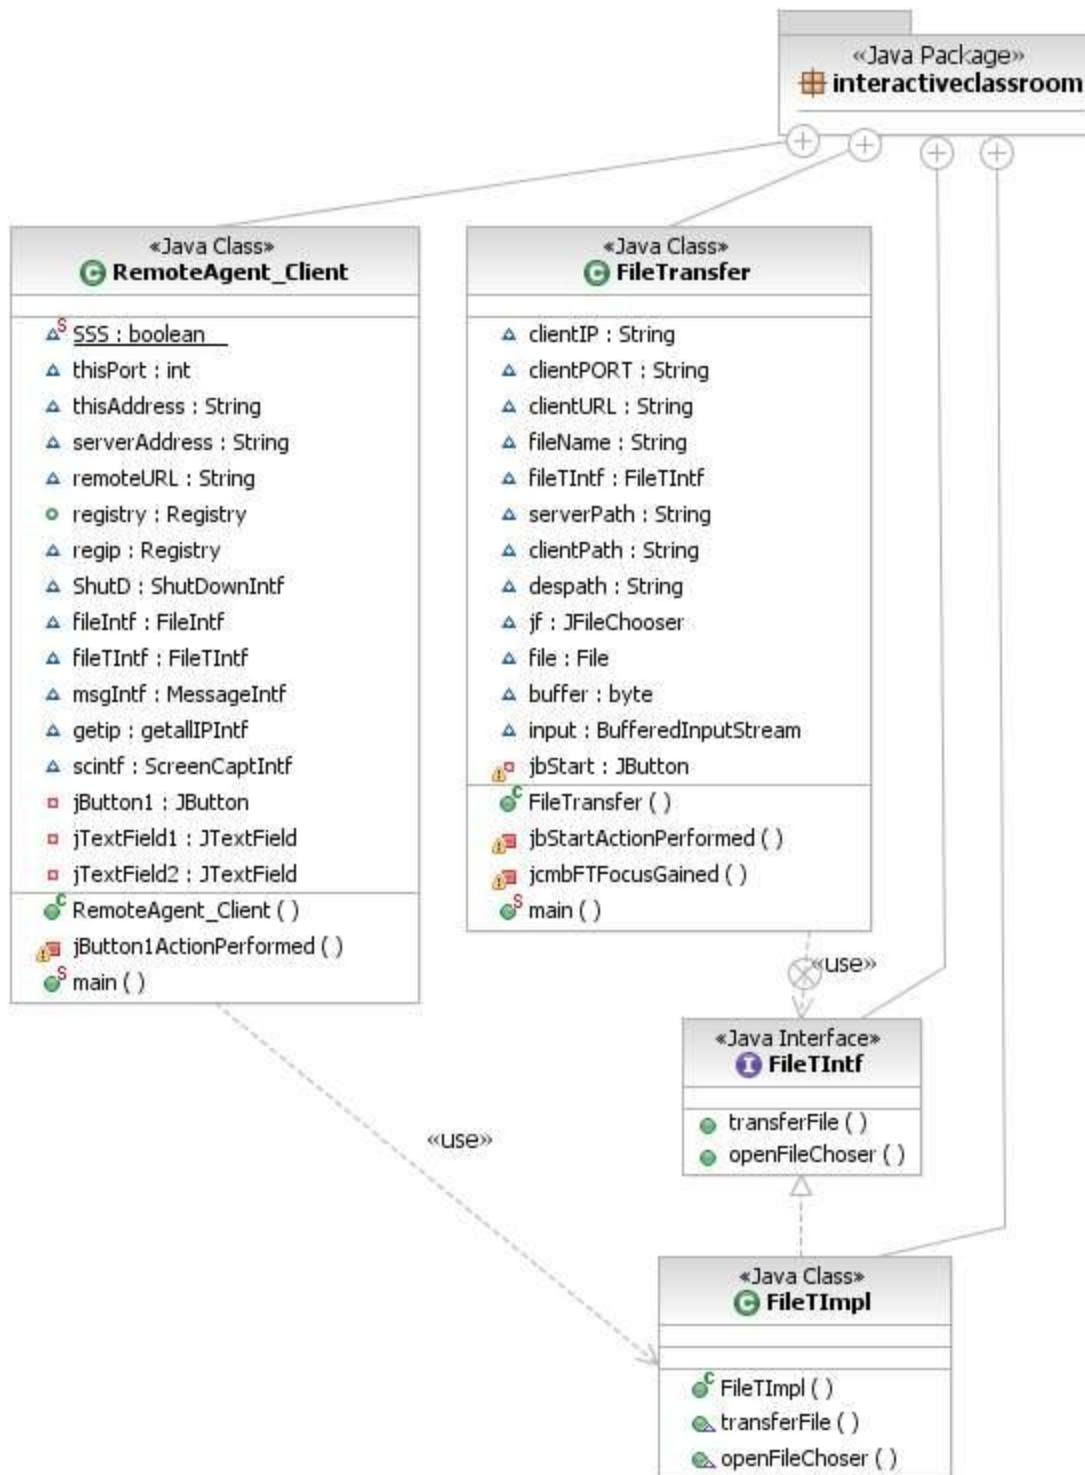 «Java Package»
interactiveclassroom
«Java Class»
RemoteAgent_Client
SSS : boolean
thisPort : int
thisAddress : String
serverAddress : String
remoteURL : String
registry : Registry
regip : Registry
ShutD : ShutDownIntf
fileIntf : FileIntf
fileTIntf : FileTIntf
msgIntf : MessageIntf
getip : getallIPIntf
scintf : ScreenCaptIntf
jButton1 : JButton
jTextField1 : JTextField
jTextField2 : JTextField
RemoteAgent_Client ( )
jButton1ActionPerformed ( )
main ( )
«Java Class»
FileTransfer
clientIP : String
clientPORT : String
clientURL : String
fileName : String
fileTIntf : FileTIntf
serverPath : String
clientPath : String
despath : String
jf : JFileChooser
file : File
buffer : byte
input : BufferedInputStream
jbStart : JButton
FileTransfer ( )
jbStartActionPerformed ( )
jcmbFTFocusGained ( )
main ( )
«use»
«Java Interface»
FileTIntf
transferFile ( )
openFileChoser ( )
«use»
«Java Class»
FileTImpl
FileTImpl ( )
transferFile ( )
openFileChoser ( )